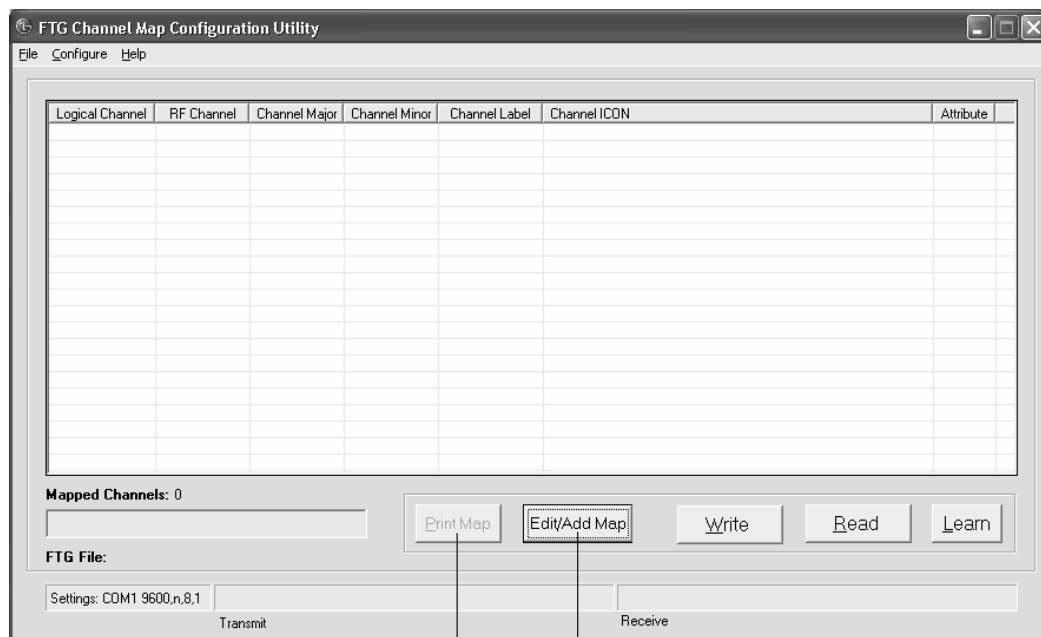 FTG Channel Map Configuration Utility
File Configure Help
Logical Channel RF Channel Channel Major Channel Minor Channel Label Channel ICON Attribute
Mapped Channels: 0
Print Map Edit/Add Map Write Read Learn
FTG File:
Settings: COM1 9600,n,8,1
Transmit Receive